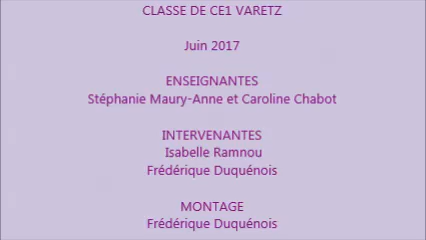 CLASSE DE CE1 VARETZ
Juin 2017
ENSEIGNANTES
Stéphanie Maury-Anne et Caroline Chabot
INTERVENANTES
Isabelle Ramnou
Frédérique Duquénois
MONTAGE
Frédérique Duquénois